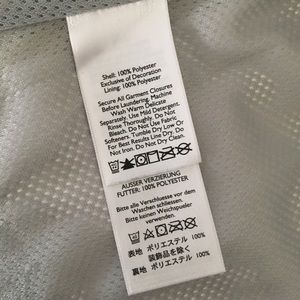 Shell: 100% Polyester
Exclusive of Decoration
Lining: 100% Polyester
Secure All Garment Closures
Before Laundering. Machine
Wash Warm Delicate
Separately. Use Mild Detergent.
Rinse Thoroughly. Do Not
Bleach. Do Not Use Fabric
Softeners. Tumble Dry Low Or
For Best Results, Line Dry. Do
Not Iron. Do Not Dry Clean.
AUSSER VERZIERUNG
FUTTER: 100% POLYESTER
Bitte alle Verschlüsse vor dem
Waschen schliessen.
Bitte keinen Weichspueler
verwenden.
表地 ポリエステル 100%
装飾品を除く
裏地 ポリエステル 100%